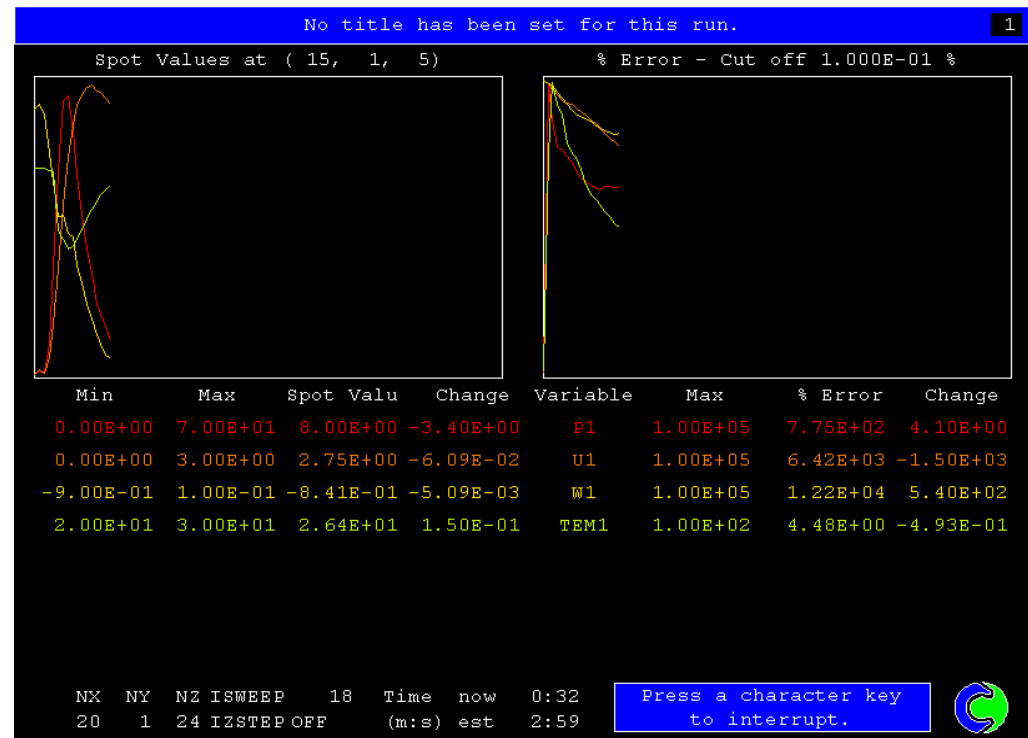 No title has been set for this run. 1
Spot Values at ( 15, 1, 5) % Error - Cut off 1.000E-01 %
Min Max Spot Valu Change Variable Max % Error Change
0.00E+00 7.00E+01 8.00E+00 -3.40E+00 P1 1.00E+05 7.75E+02 4.10E+00
0.00E+00 3.00E+00 2.75E+00 -6.09E-02 U1 1.00E+05 6.42E+03 -1.50E+03
-9.00E-01 1.00E-01 -8.41E-01 -5.09E-03 W1 1.00E+05 1.22E+04 5.40E+02
2.00E+01 3.00E+01 2.64E+01 1.50E-01 TEM1 1.00E+02 4.48E+00 -4.93E-01
NX NY NZ ISWEEP 18 Time now 0:32 Press a character key
20 1 24 IZSTEP OFF (m:s) est 2:59 to interrupt.